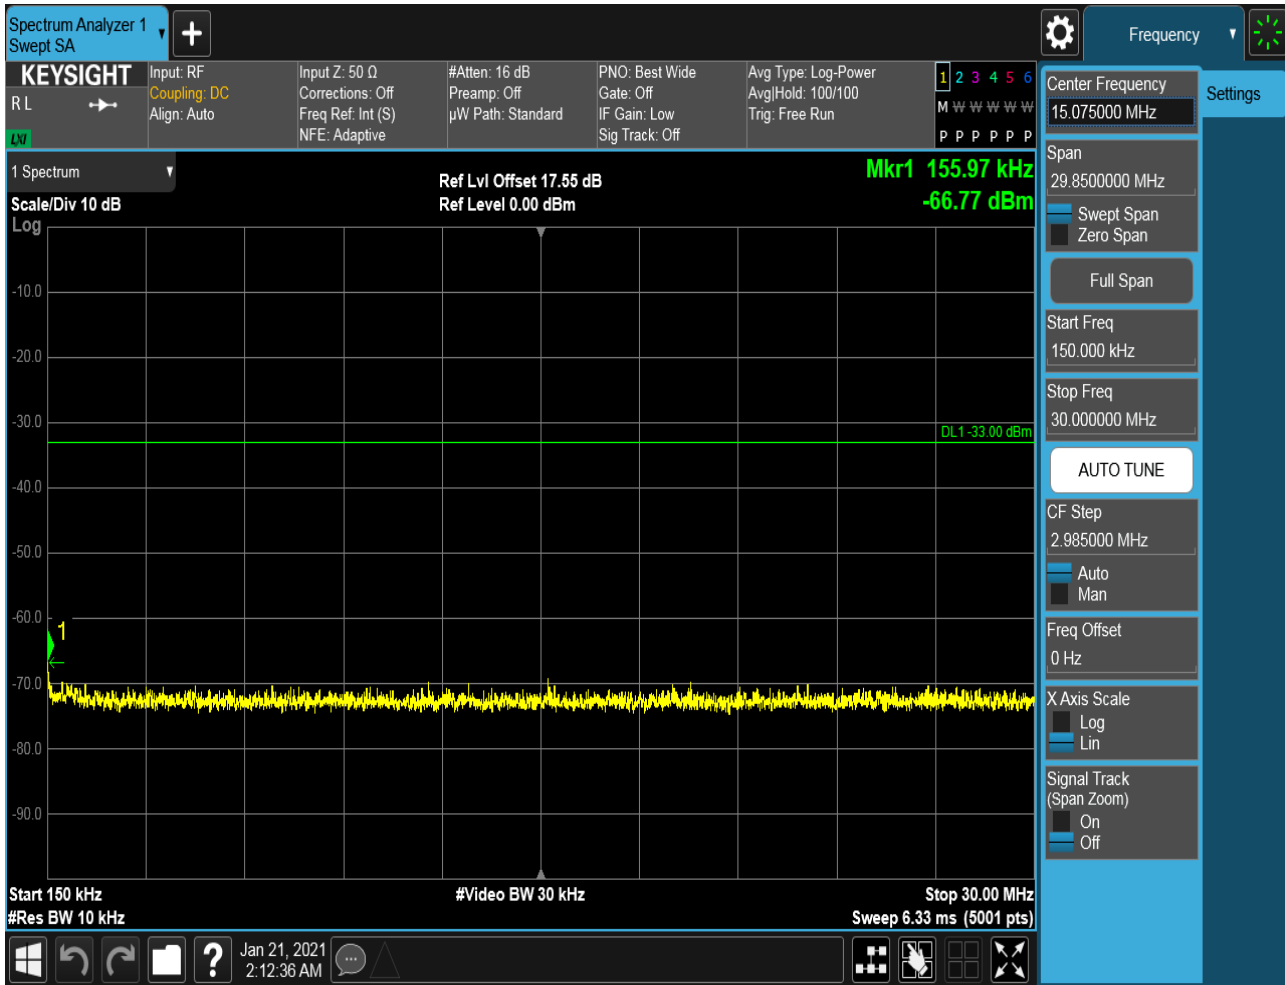 Spectrum Analyzer 1
Swept SA
+
Frequency
KEYSIGHT
R L
LXI
Input: RF
Coupling: DC
Align: Auto
Input Z: 50 Ω
Corrections: Off
Freq Ref: Int (S)
NFE: Adaptive
#Atten: 16 dB
Preamp: Off
µW Path: Standard
PNO: Best Wide
Gate: Off
IF Gain: Low
Sig Track: Off
Avg Type: Log-Power
Avg|Hold: 100/100
Trig: Free Run
1 2 3 4 5 6
M W W W W W
P P P P P P
1 Spectrum
Scale/Div 10 dB
Log
Ref Lvl Offset 17.55 dB
Ref Level 0.00 dBm
Mkr1 155.97 kHz
-66.77 dBm
-10.0
-20.0
-30.0
DL1 -33.00 dBm
-40.0
-50.0
-60.0
1
-70.0
-80.0
-90.0
Start 150 kHz
#Res BW 10 kHz
#Video BW 30 kHz
Stop 30.00 MHz
Sweep 6.33 ms (5001 pts)
Center Frequency
15.075000 MHz
Span
29.8500000 MHz
Swept Span
Zero Span
Full Span
Start Freq
150.000 kHz
Stop Freq
30.000000 MHz
AUTO TUNE
CF Step
2.985000 MHz
Auto
Man
Freq Offset
0 Hz
X Axis Scale
Log
Lin
Signal Track
(Span Zoom)
On
Off
Settings
?
Jan 21, 2021
2:12:36 AM